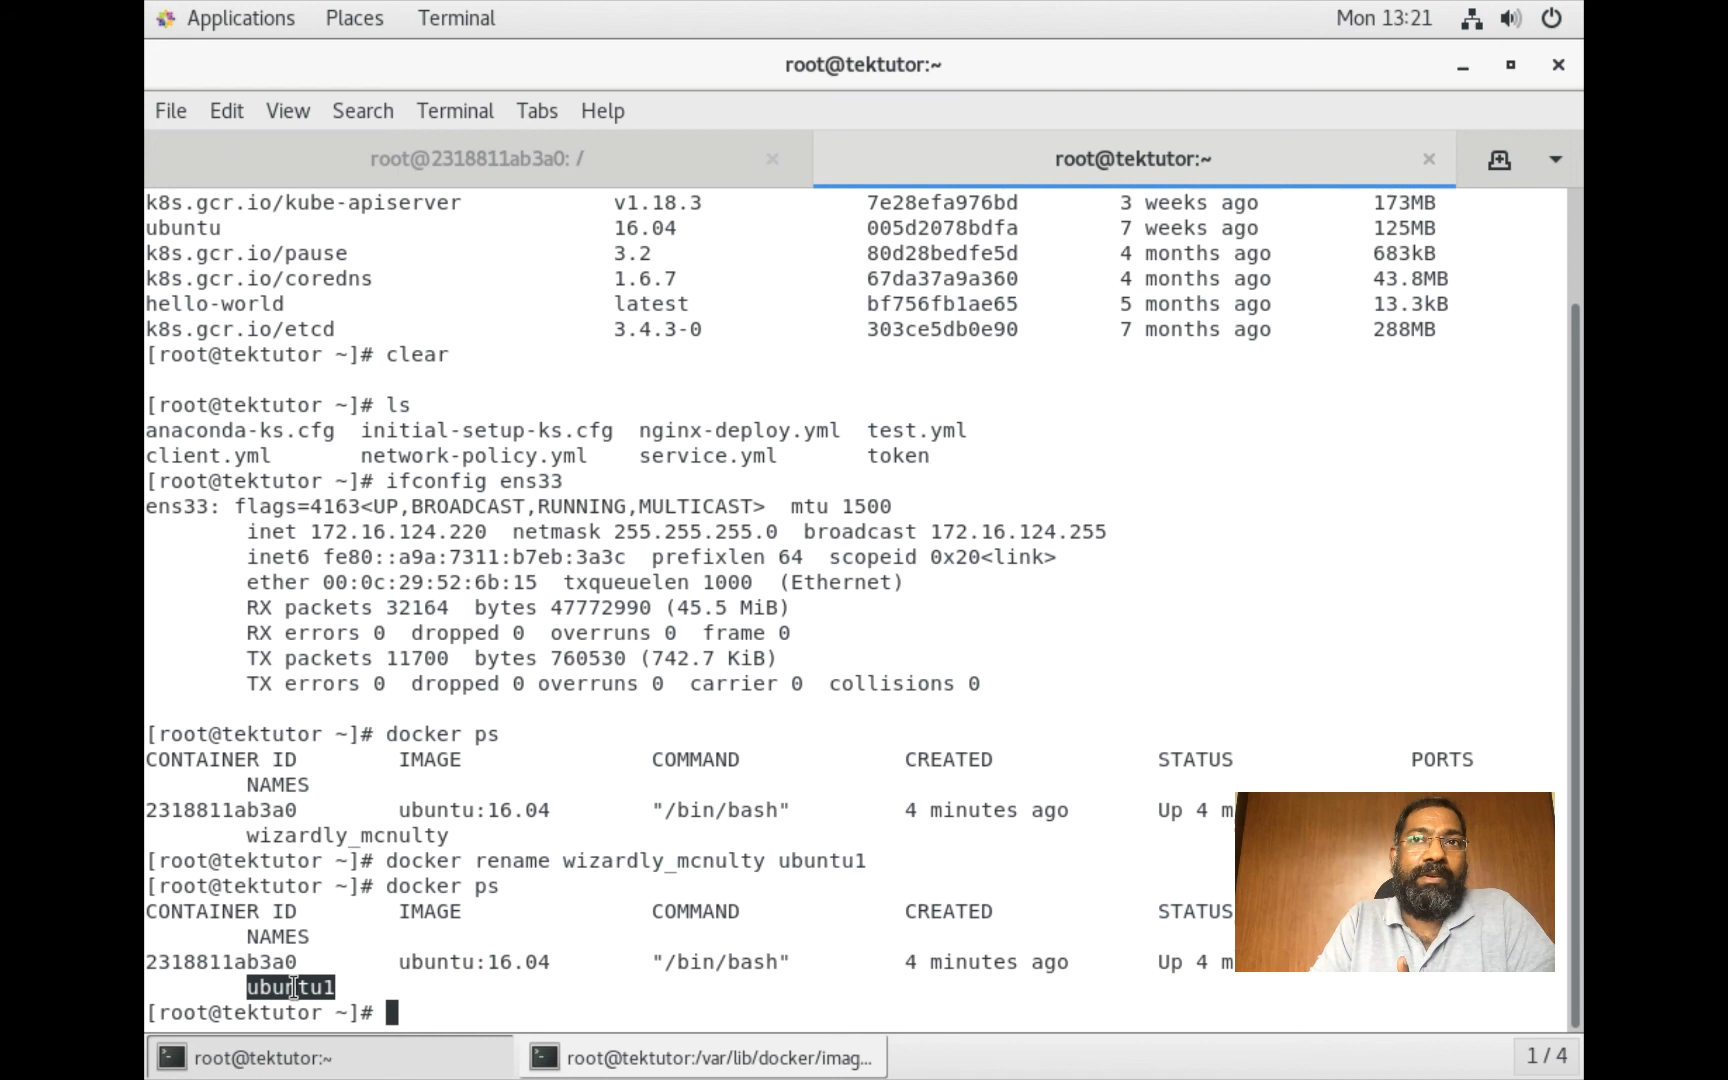 Applications Places Terminal Mon 13:21
root@tektutor:~
File Edit View Search Terminal Tabs Help
root@2318811ab3a0: / root@tektutor:~
k8s.gcr.io/kube-apiserver v1.18.3 7e28efa976bd 3 weeks ago 173MB
ubuntu 16.04 005d2078bdfa 7 weeks ago 125MB
k8s.gcr.io/pause 3.2 80d28bedfe5d 4 months ago 683kB
k8s.gcr.io/coredns 1.6.7 67da37a9a360 4 months ago 43.8MB
hello-world latest bf756fb1ae65 5 months ago 13.3kB
k8s.gcr.io/etcd 3.4.3-0 303ce5db0e90 7 months ago 288MB
[root@tektutor ~]# clear
[root@tektutor ~]# ls
anaconda-ks.cfg initial-setup-ks.cfg nginx-deploy.yml test.yml
client.yml network-policy.yml service.yml token
[root@tektutor ~]# ifconfig ens33
ens33: flags=4163<UP,BROADCAST,RUNNING,MULTICAST> mtu 1500
inet 172.16.124.220 netmask 255.255.255.0 broadcast 172.16.124.255
inet6 fe80::a9a:7311:b7eb:3a3c prefixlen 64 scopeid 0x20<link>
ether 00:0c:29:52:6b:15 txqueuelen 1000 (Ethernet)
RX packets 32164 bytes 47772990 (45.5 MiB)
RX errors 0 dropped 0 overruns 0 frame 0
TX packets 11700 bytes 760530 (742.7 KiB)
TX errors 0 dropped 0 overruns 0 carrier 0 collisions 0
[root@tektutor ~]# docker ps
CONTAINER ID IMAGE COMMAND CREATED STATUS PORTS
NAMES
2318811ab3a0 ubuntu:16.04 "/bin/bash" 4 minutes ago Up 4 m
wizardly_mcnulty
[root@tektutor ~]# docker rename wizardly_mcnulty ubuntu1
[root@tektutor ~]# docker ps
CONTAINER ID IMAGE COMMAND CREATED STATUS
NAMES
2318811ab3a0 ubuntu:16.04 "/bin/bash" 4 minutes ago Up 4 m
ubuntu1
[root@tektutor ~]#
root@tektutor:~ root@tektutor:/var/lib/docker/imag... 1 / 4